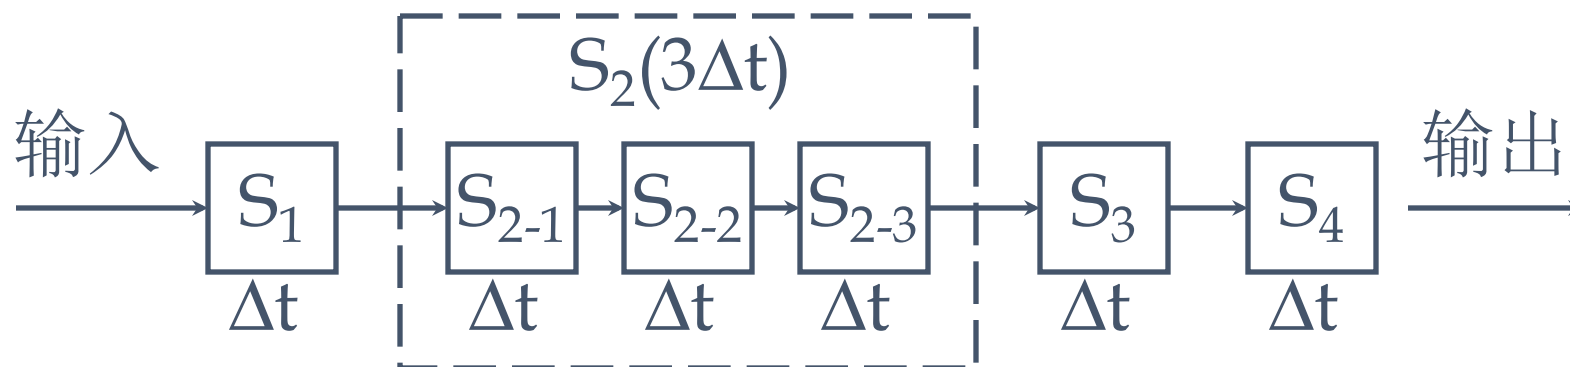 S₂(3Δt)
输入 输出
S₁ S₂₋₁ S₂₋₂ S₂₋₃ S₃ S₄
Δt Δt Δt Δt Δt Δt